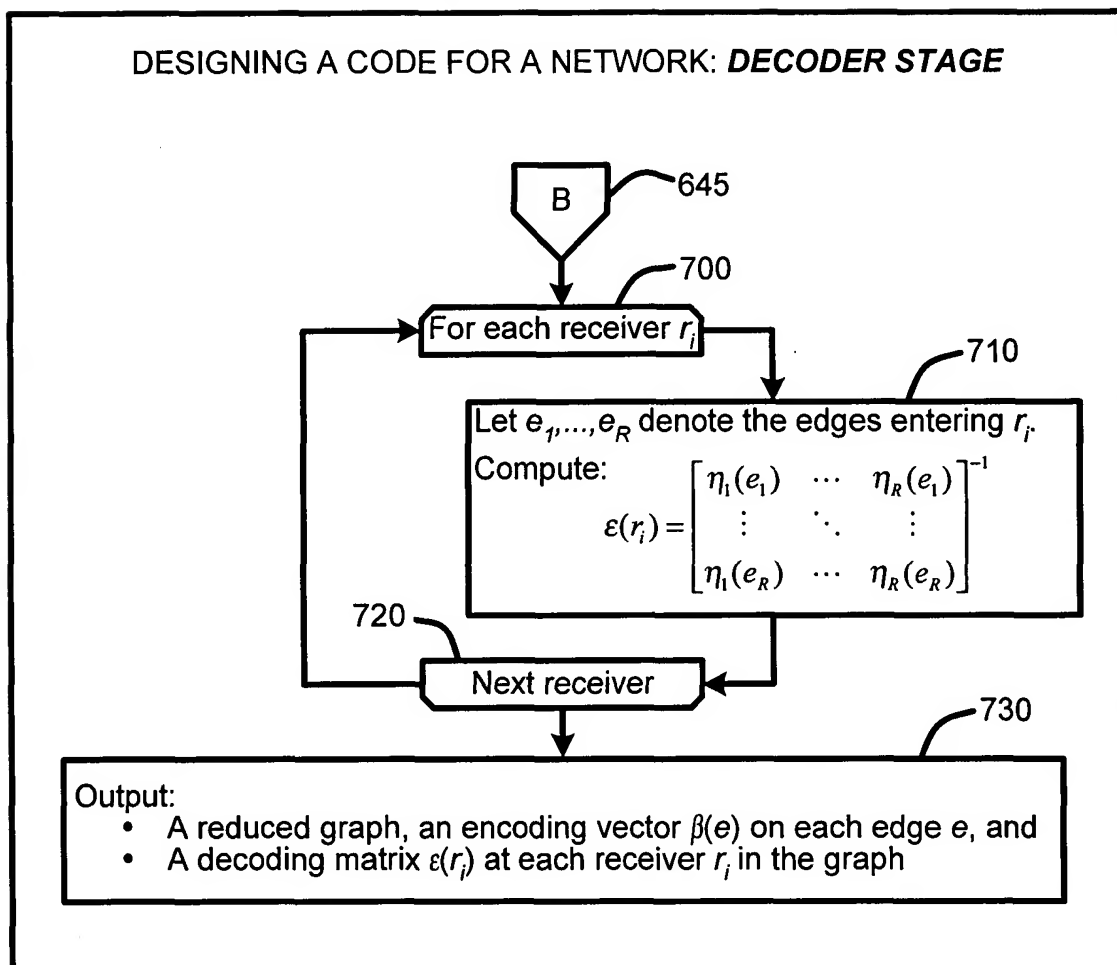 DESIGNING A CODE FOR A NETWORK: DECODER STAGE
B
645
700
For each receiver r_i
710
Let e_1,...,e_R denote the edges entering r_i.
Compute:
ε(r_i) = [η_1(e_1) ⋯ η_R(e_1)
⋮ ⋱ ⋮
η_1(e_R) ⋯ η_R(e_R)]^{-1}
720
Next receiver
730
Output:
• A reduced graph, an encoding vector β(e) on each edge e, and
• A decoding matrix ε(r_i) at each receiver r_i in the graph